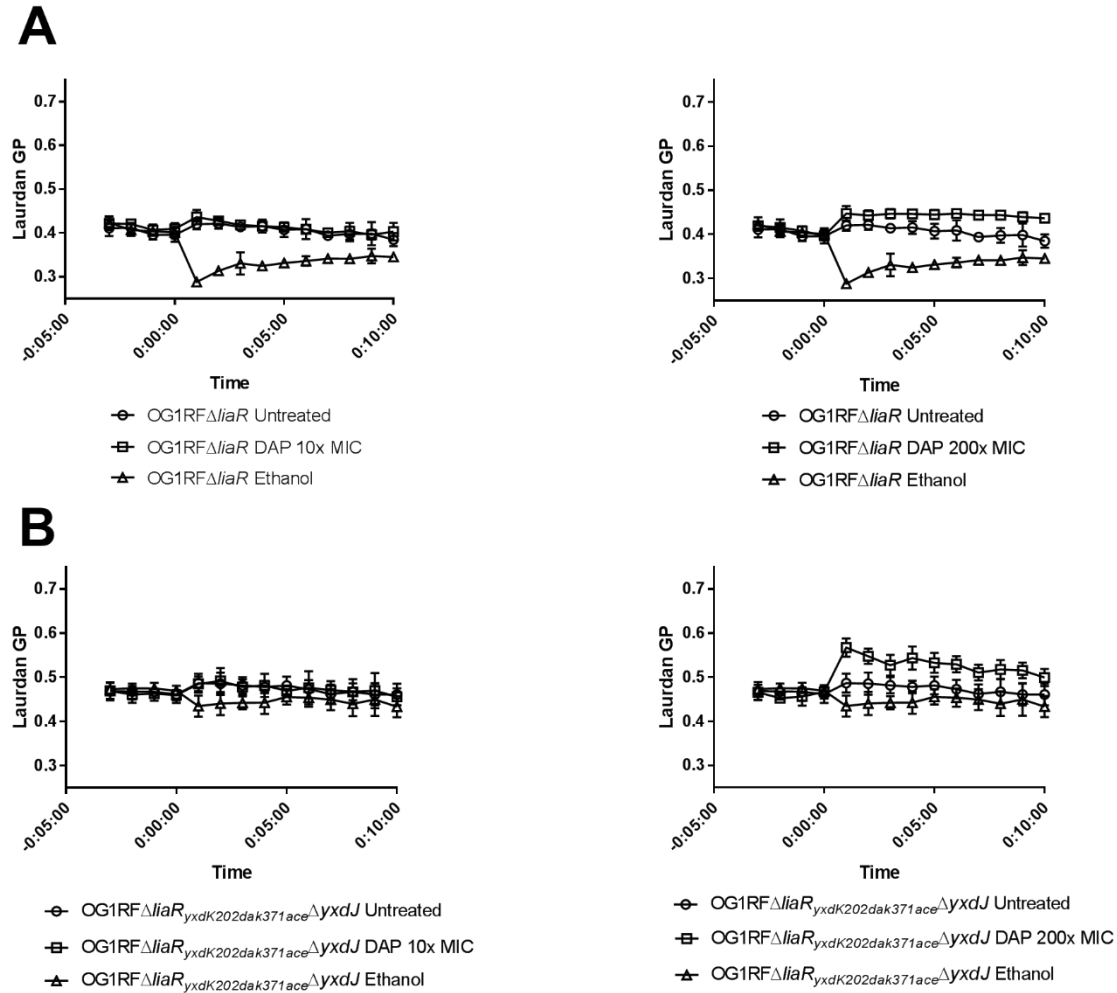 A
Laurdan GP
0.7
0.6
0.5
0.4
0.3
-0:05:00
0:00:00
0:05:00
0:10:00
Time
OG1RFΔliaR Untreated
OG1RFΔliaR DAP 10x MIC
OG1RFΔliaR Ethanol
Laurdan GP
0.7
0.6
0.5
0.4
0.3
-0:05:00
0:00:00
0:05:00
0:10:00
Time
OG1RFΔliaR Untreated
OG1RFΔliaR DAP 200x MIC
OG1RFΔliaR Ethanol
B
Laurdan GP
0.7
0.6
0.5
0.4
0.3
-0:05:00
0:00:00
0:05:00
0:10:00
Time
OG1RFΔliaRyxdK202dak371aceΔyxdJ Untreated
OG1RFΔliaRyxdK202dak371aceΔyxdJ DAP 10x MIC
OG1RFΔliaRyxdK202dak371aceΔyxdJ Ethanol
Laurdan GP
0.7
0.6
0.5
0.4
0.3
-0:05:00
0:00:00
0:05:00
0:10:00
Time
OG1RFΔliaRyxdK202dak371aceΔyxdJ Untreated
OG1RFΔliaRyxdK202dak371aceΔyxdJ DAP 200x MIC
OG1RFΔliaRyxdK202dak371aceΔyxdJ Ethanol